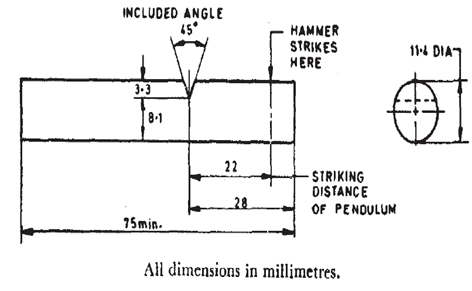 INCLUDED ANGLE
45°
HAMMER
STRIKES
HERE
11·4 DIA
3·3
8·1
22
STRIKING
DISTANCE
OF PENDULUM
28
75min.
All dimensions in millimetres.